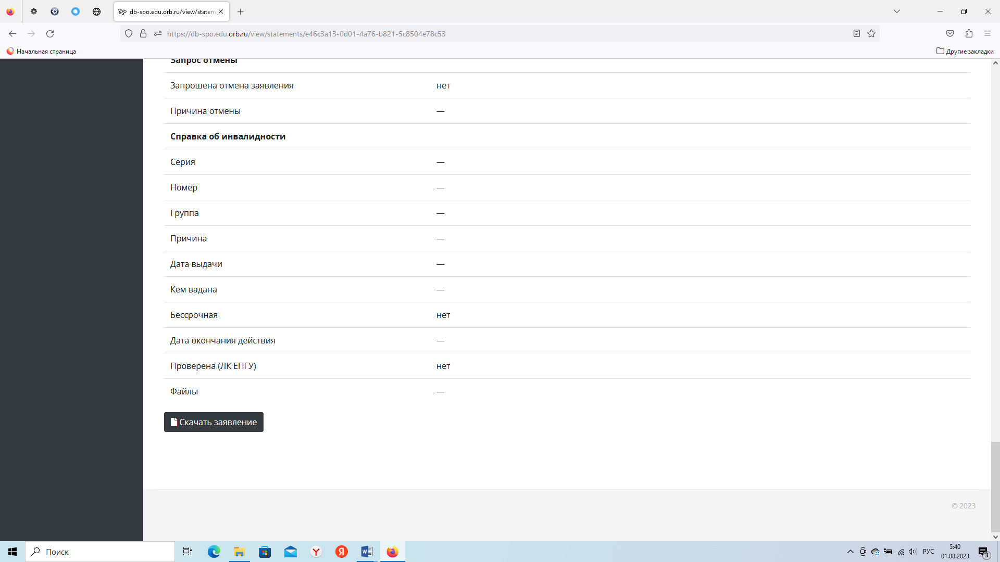 db-spo.edu.orb.ru/view/statem
https://db-spo.edu.orb.ru/view/statements/e46c3a13-0d01-4a76-b821-5c8504e78c53
Начальная страница
Другие закладки
Запрос отмены
Запрошена отмена заявления нет
Причина отмены —
Справка об инвалидности
Серия —
Номер —
Группа —
Причина —
Дата выдачи —
Кем вадана —
Бессрочная нет
Дата окончания действия —
Проверена (ЛК ЕПГУ) нет
Файлы —
Скачать заявление
© 2023
Поиск
РУС
5:40
01.08.2023
3